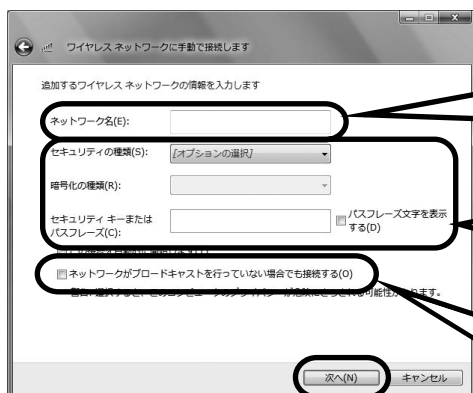 ワイヤレス ネットワークに手動で接続します
追加するワイヤレス ネットワークの情報を入力します
ネットワーク名(E):
セキュリティの種類(S):
[オプションの選択]
暗号化の種類(R):
セキュリティ キーまたは
パスフレーズ(C):
パスフレーズ文字を表示
する(D)
ネットワークがブロードキャストを行っていない場合でも接続する(O)
次へ(N)
キャンセル